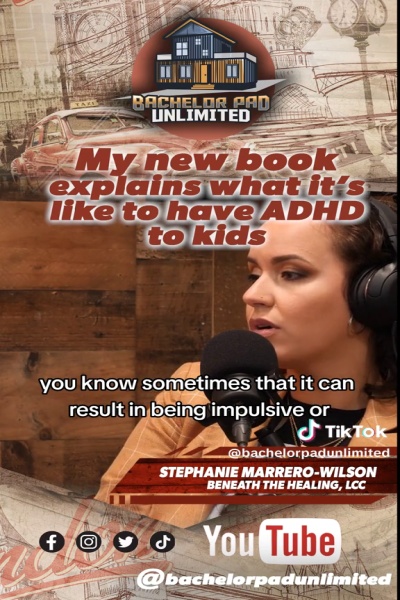 BACHELOR PAD
UNLIMITED
My new book
explains what it's
like to have ADHD
to kids
you know sometimes that it can
result in being impulsive or
TikTok
@bachelorpadunlimited
STEPHANIE MARRERO-WILSON
BENEATH THE HEALING, LCC
YouTube
@bachelorpadunlimited